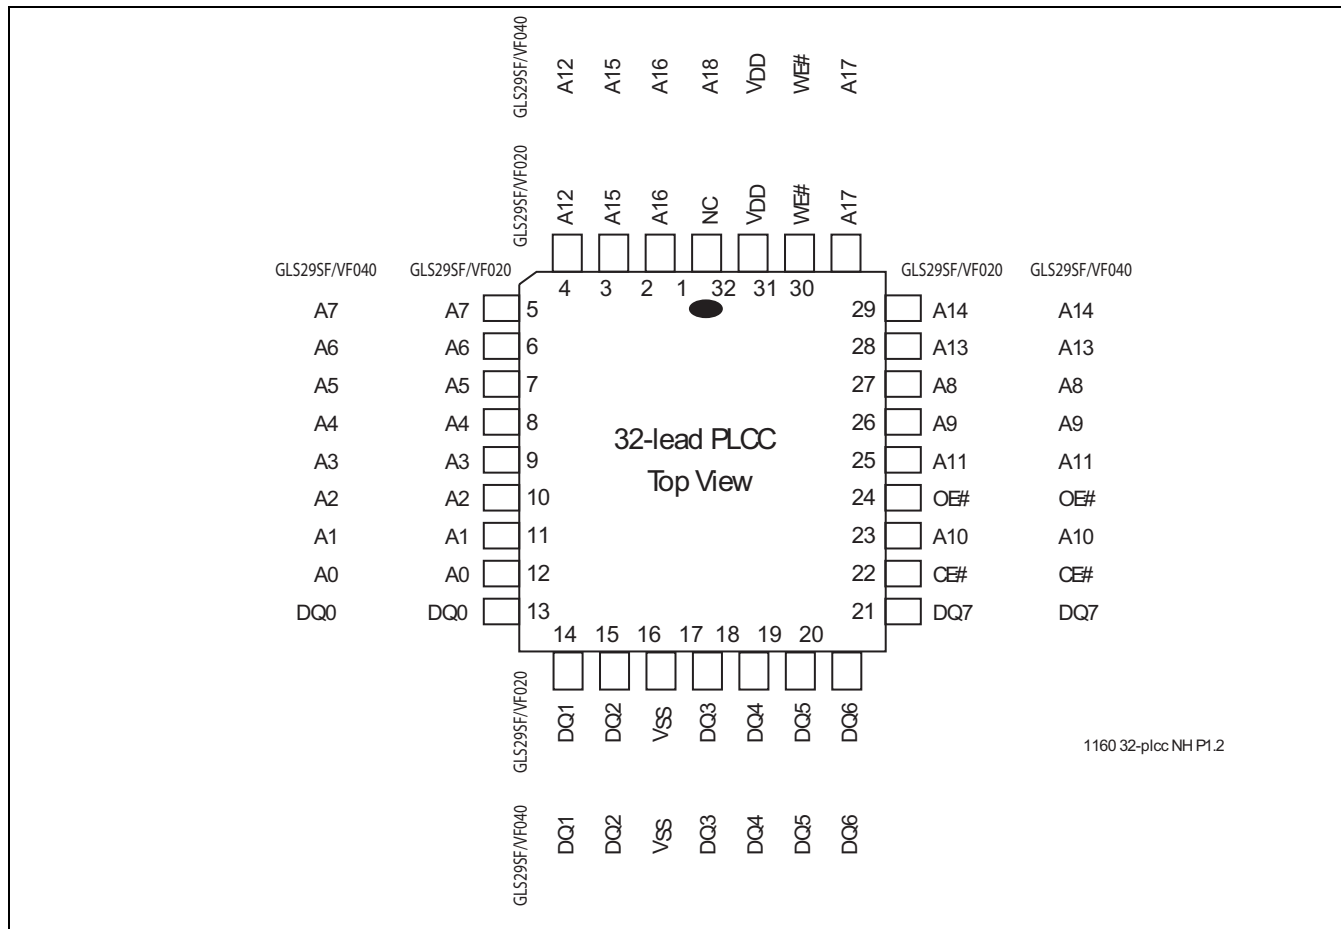 GLS29SF/VF040 A12 A15 A16 A18 VDD WE# A17
GLS29SF/VF020 A12 A15 A16 NC VDD WE# A17
GLS29SF/VF040 GLS29SF/VF020 GLS29SF/VF020 GLS29SF/VF040
4 3 2 1 32 31 30
A7 A7 5 29 A14 A14
A6 A6 6 28 A13 A13
A5 A5 7 27 A8 A8
A4 A4 8 26 A9 A9
32-lead PLCC
A3 A3 9 25 A11 A11
Top View
A2 A2 10 24 OE# OE#
A1 A1 11 23 A10 A10
A0 A0 12 22 CE# CE#
DQ0 DQ0 13 21 DQ7 DQ7
14 15 16 17 18 19 20
GLS29SF/VF020 DQ1 DQ2 VSS DQ3 DQ4 DQ5 DQ6
1160 32-plcc NH P1.2
GLS29SF/VF040 DQ1 DQ2 VSS DQ3 DQ4 DQ5 DQ6